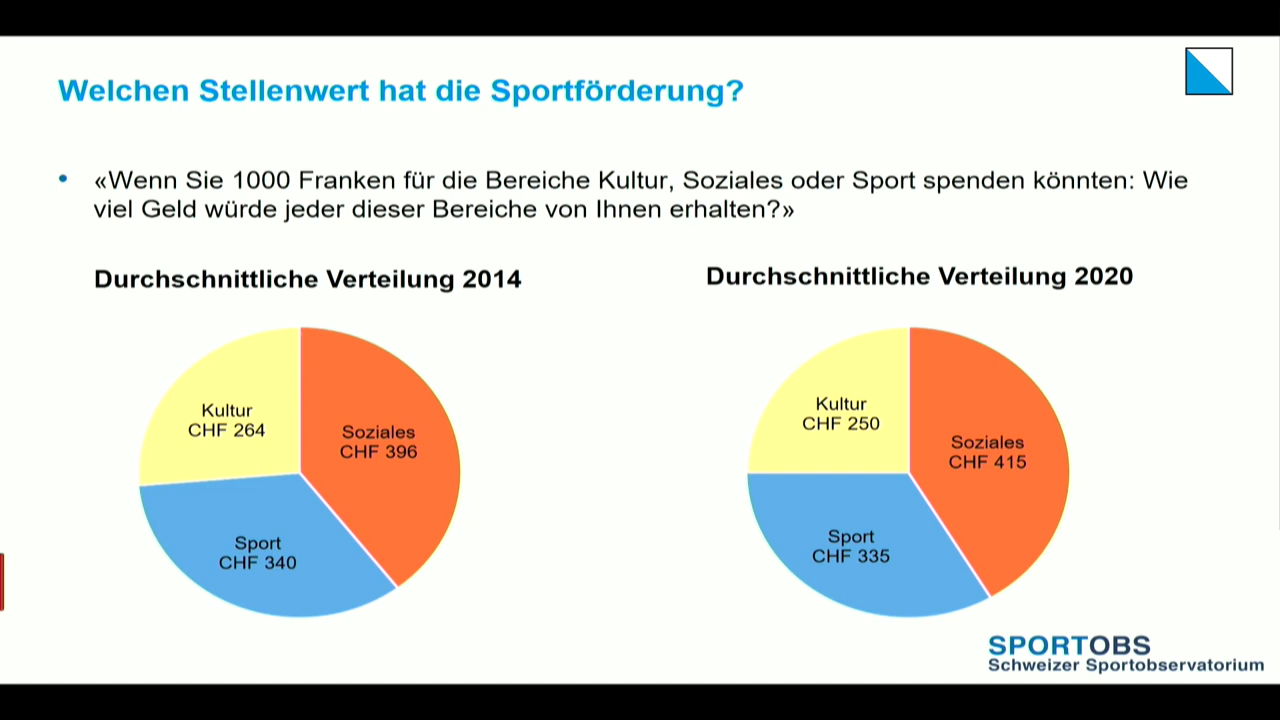 Welchen Stellenwert hat die Sportförderung?
• «Wenn Sie 1000 Franken für die Bereiche Kultur, Soziales oder Sport spenden könnten: Wie
viel Geld würde jeder dieser Bereiche von Ihnen erhalten?»
Durchschnittliche Verteilung 2014
Kultur
CHF 264
Soziales
CHF 396
Sport
CHF 340
Durchschnittliche Verteilung 2020
Kultur
CHF 250
Soziales
CHF 415
Sport
CHF 335
SPORTOBS
Schweizer Sportobservatorium